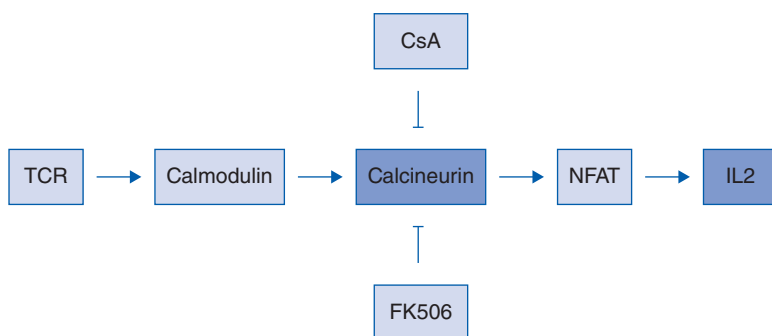 CsA
TCR
Calmodulin
Calcineurin
NFAT
IL2
FK506